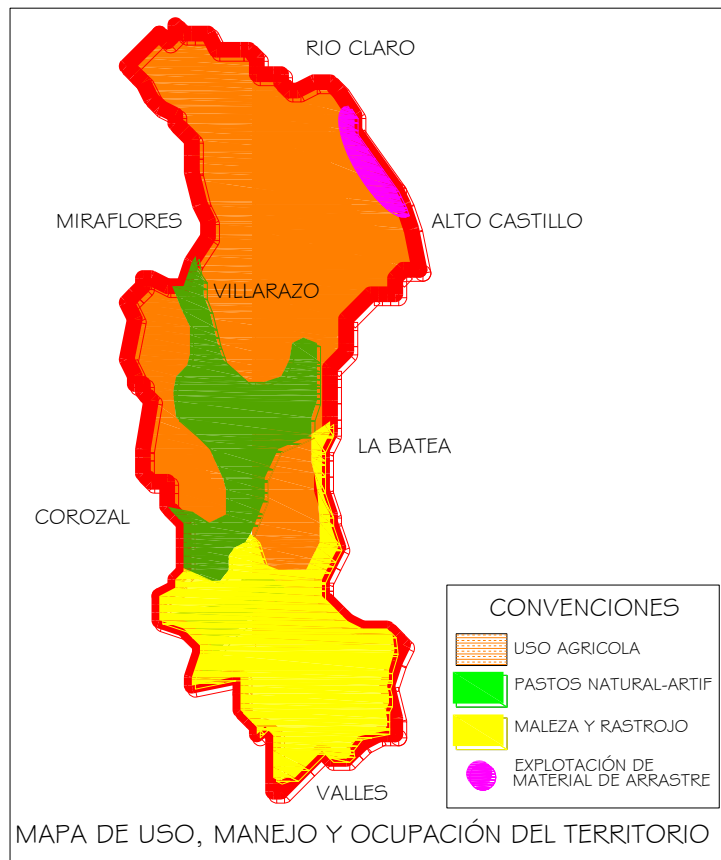 RIO CLARO
MIRAFLORES
ALTO CASTILLO
VILLARAZO
LA BATEA
COROZAL
CONVENCIONES
USO AGRICOLA
PASTOS NATURAL-ARTIF
MALEZA Y RASTROJO
EXPLOTACIÓN DE
MATERIAL DE ARRASTRE
VALLES
MAPA DE USO, MANEJO Y OCUPACIÓN DEL TERRITORIO